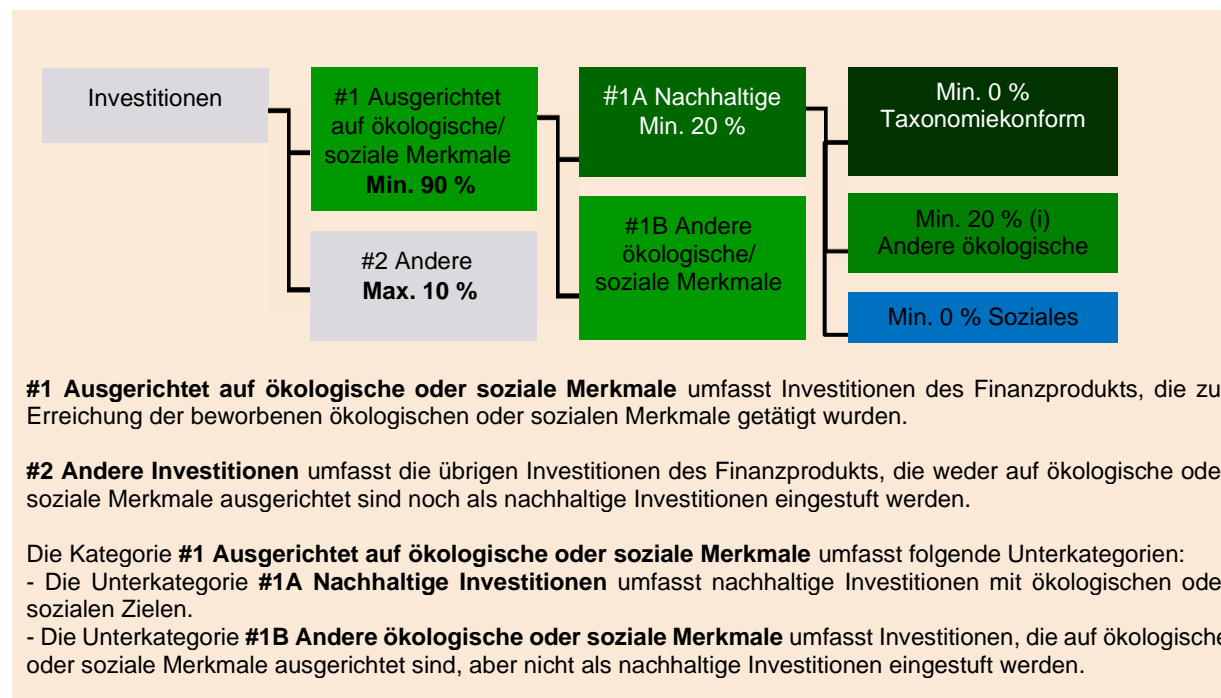 Investitionen
#1 Ausgerichtet
auf ökologische/
soziale Merkmale
Min. 90 %
#2 Andere
Max. 10 %
#1A Nachhaltige
Min. 20 %
#1B Andere
ökologische/
soziale Merkmale
Min. 0 %
Taxonomiekonform
Min. 20 % (i)
Andere ökologische
Min. 0 % Soziales
#1 Ausgerichtet auf ökologische oder soziale Merkmale umfasst Investitionen des Finanzprodukts, die zu
Erreichung der beworbenen ökologischen oder sozialen Merkmale getätigt wurden.
#2 Andere Investitionen umfasst die übrigen Investitionen des Finanzprodukts, die weder auf ökologische ode
soziale Merkmale ausgerichtet sind noch als nachhaltige Investitionen eingestuft werden.
Die Kategorie #1 Ausgerichtet auf ökologische oder soziale Merkmale umfasst folgende Unterkategorien:
- Die Unterkategorie #1A Nachhaltige Investitionen umfasst nachhaltige Investitionen mit ökologischen ode
sozialen Zielen.
- Die Unterkategorie #1B Andere ökologische oder soziale Merkmale umfasst Investitionen, die auf ökologische
oder soziale Merkmale ausgerichtet sind, aber nicht als nachhaltige Investitionen eingestuft werden.